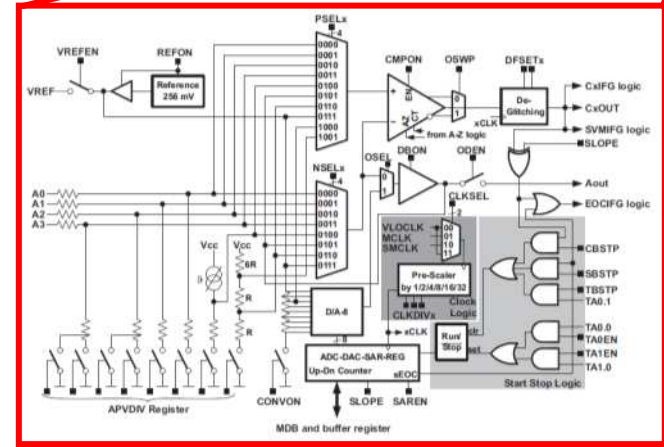 PSELx
4
VREFEN
REFON
VREF
Reference
256 mV
0000
0001
0010
0011
0100
0101
0110
0111
1000
1001
CMPON
OSWP
DFSETx
EN
AZ
CT
0
1
De-
Glitching
xCLK
from A-Z logic
CxIFG logic
CxOUT
SVMIFG logic
SLOPE
NSELx
4
OSEL
0
1
DBON
ODEN
Aout
EOCIFG logic
A0
A1
A2
A3
0000
0001
0010
0011
0100
0101
0110
0111
CLKSEL
2
VLOCLK
MCLK
SMCLK
00
01
10
11
Vcc
Vcc
6R
R
R
Pre-Scaler
by 1/2/4/8/16/32
Clock
Logic
CLKDIVx
CBSTP
SBSTP
TBSTP
TA0.1
D/A-8
8
xCLK
Run/
Stop
clr
set
TA0.0
TA0EN
TA1EN
TA1.0
ADC-DAC-SAR-REG
Up-Dn Counter
sEOC
Start Stop Logic
APVDIV Register
CONVON
SLOPE
SAREN
MDB and buffer register